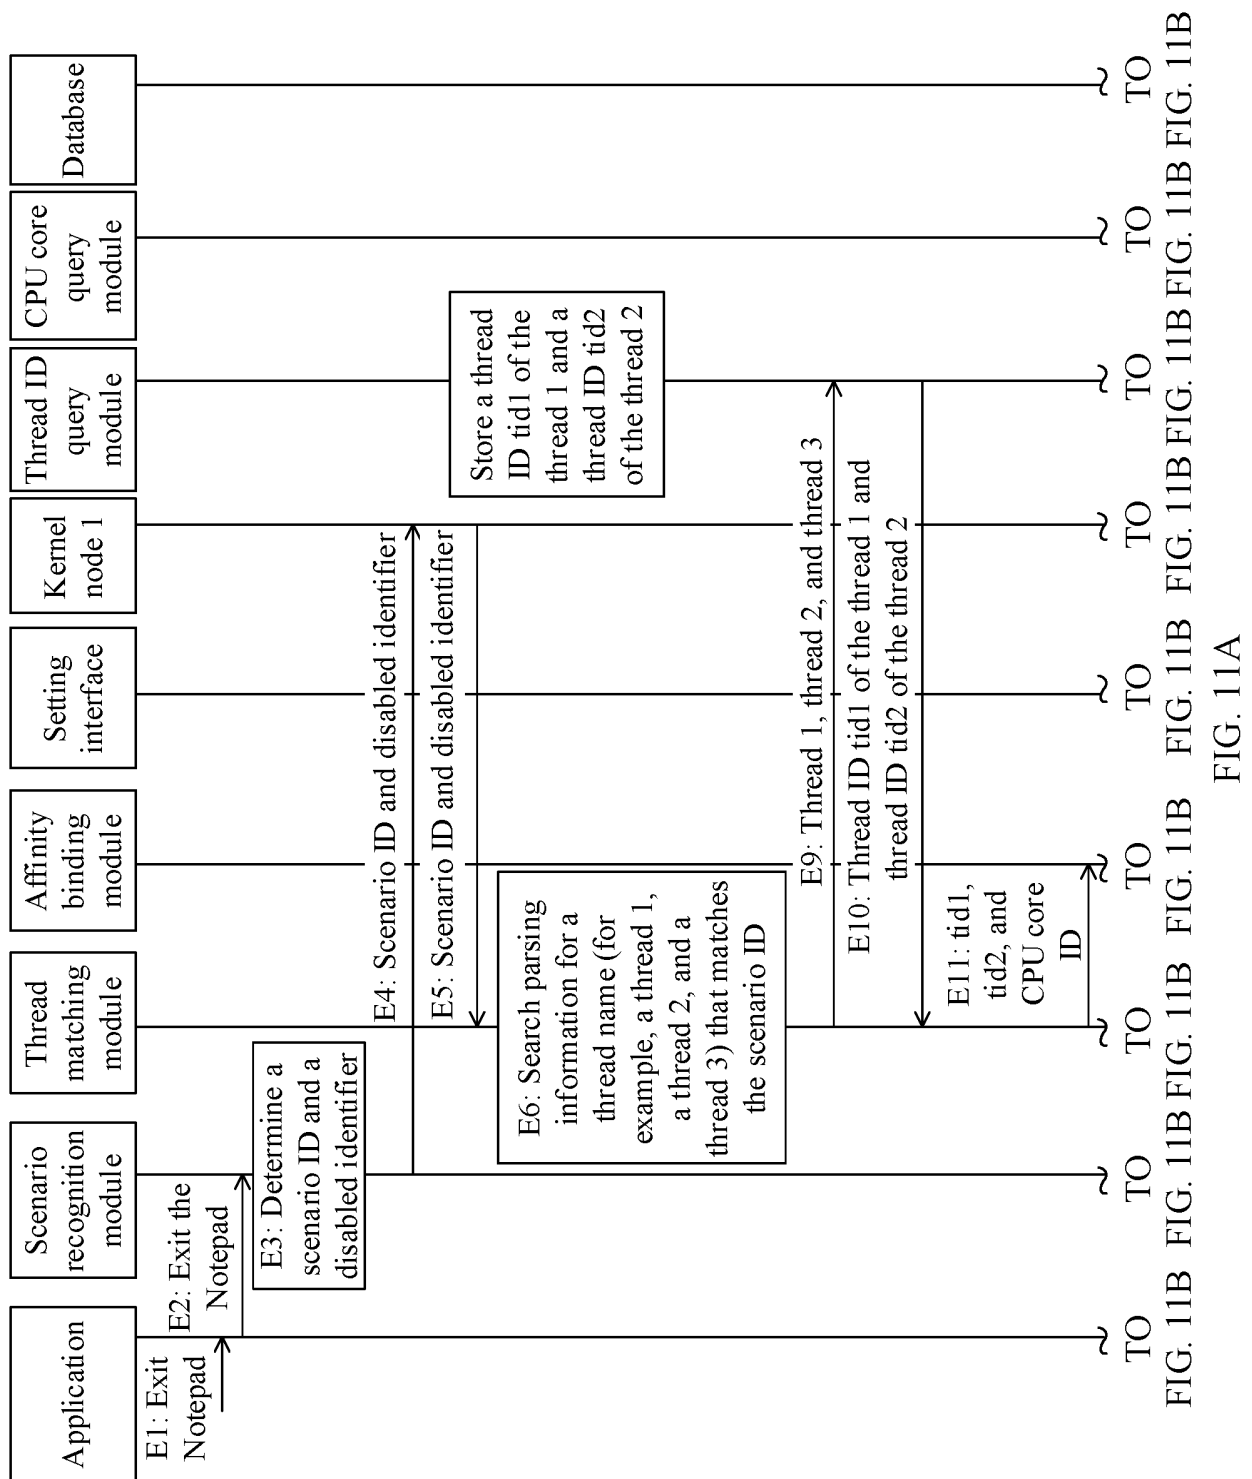 Application
Scenario
recognition
module
Thread
matching
module
Affinity
binding
module
Setting
interface
Kernel
node 1
Thread ID
query
module
CPU core
query
module
Database
E1: Exit
Notepad
E2: Exit the
Notepad
E3: Determine a
scenario ID and a
disabled identifier
E4: Scenario ID and disabled identifier
E5: Scenario ID and disabled identifier
Store a thread
ID tid1 of the
thread 1 and a
thread ID tid2
of the thread 2
E6: Search parsing
information for a
thread name (for
example, a thread 1,
a thread 2, and a
thread 3) that matches
the scenario ID
E9: Thread 1, thread 2, and thread 3
E10: Thread ID tid1 of the thread 1 and
thread ID tid2 of the thread 2
E11: tid1,
tid2, and
CPU core
ID
TO
FIG. 11B
TO
FIG. 11B
TO
FIG. 11B
TO
FIG. 11B
TO
FIG. 11B
TO
FIG. 11B
TO
FIG. 11B
TO
FIG. 11B
TO
FIG. 11B
FIG. 11A